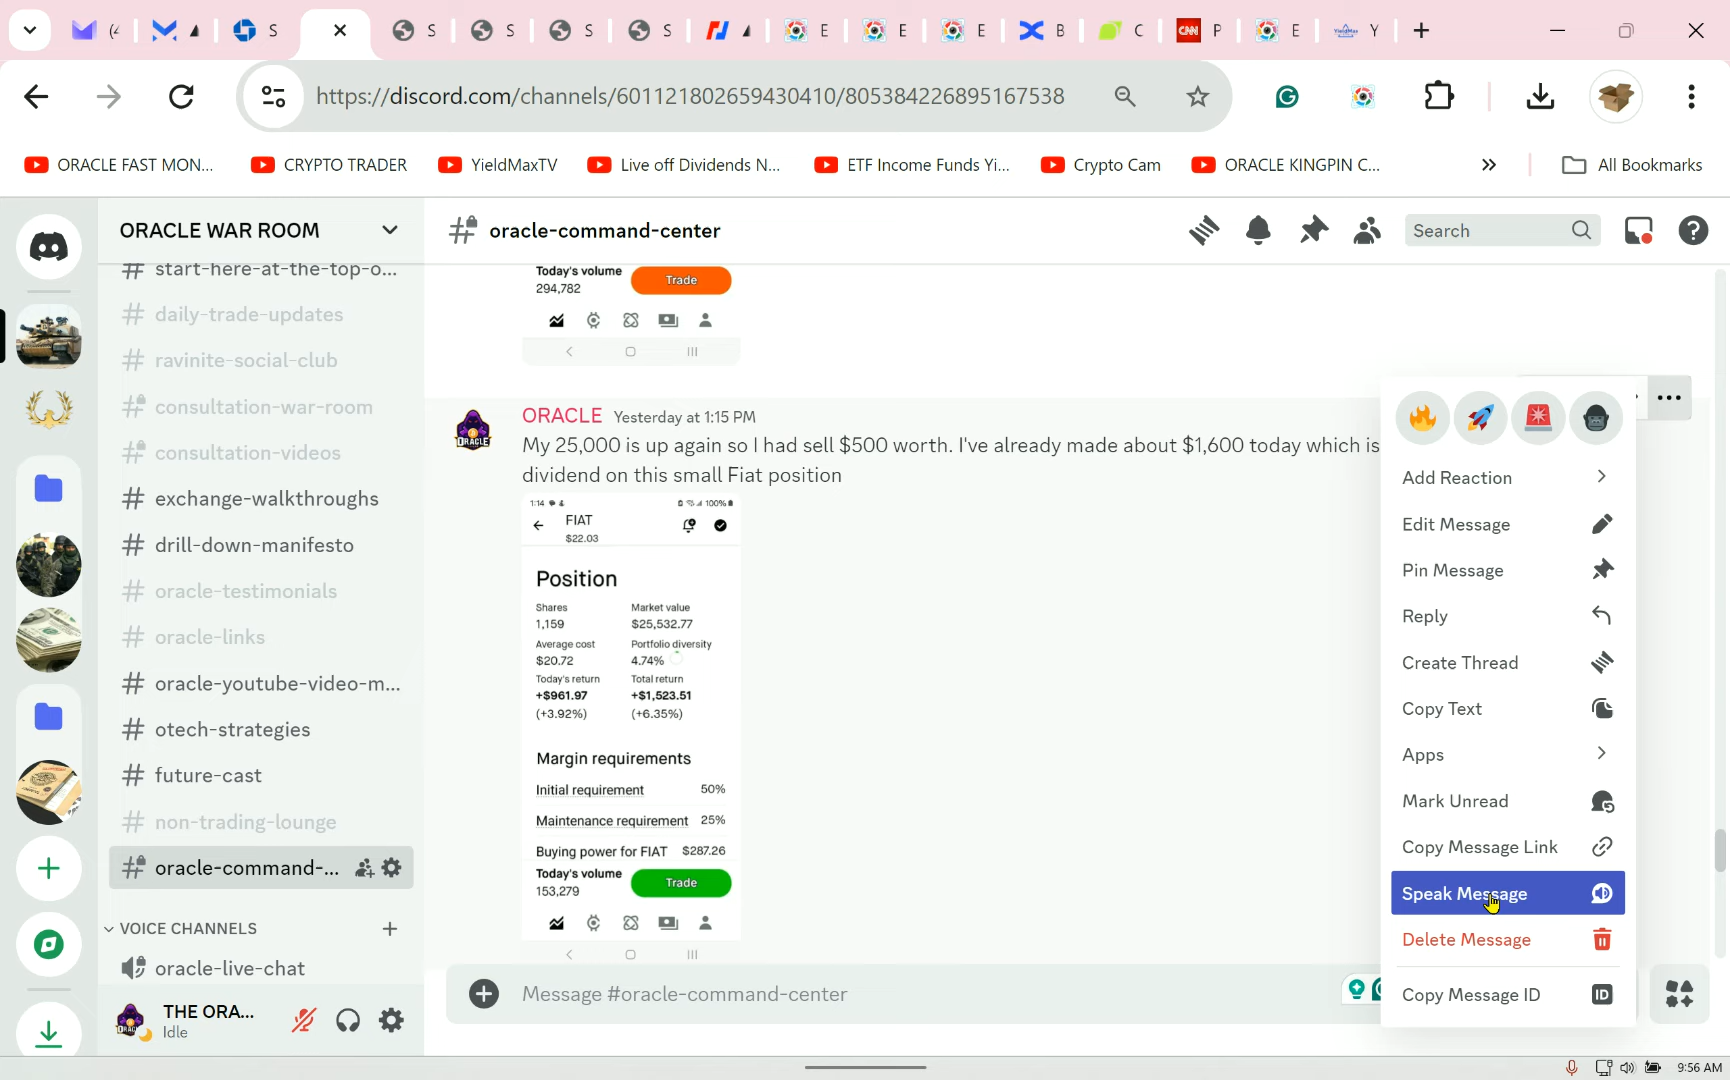 S
S
S
S
S
E
E
E
B
C
CNN
P
E
YieldMax
Y
https://discord.com/channels/601121802659430410/805384226895167538
ORACLE FAST MON...
CRYPTO TRADER
YieldMaxTV
Live off Dividends N...
ETF Income Funds Yi...
Crypto Cam
ORACLE KINGPIN C...
All Bookmarks
ORACLE WAR ROOM
start-here-at-the-top-o...
daily-trade-updates
ravinite-social-club
consultation-war-room
consultation-videos
exchange-walkthroughs
drill-down-manifesto
oracle-testimonials
oracle-links
oracle-youtube-video-m...
otech-strategies
future-cast
non-trading-lounge
oracle-command-...
VOICE CHANNELS
oracle-live-chat
THE ORA...
Idle
oracle-command-center
Search
Today's volume
294,782
Trade
ORACLE
ORACLE Yesterday at 1:15 PM
My 25,000 is up again so I had sell $500 worth. I've already made about $1,600 today which is
dividend on this small Fiat position
1:14
100%
FIAT
$22.03
Position
Shares
Market value
1,159
$25,532.77
Average cost
Portfolio diversity
$20.72
4.74%
Today's return
Total return
+$961.97
+$1,523.51
(+3.92%)
(+6.35%)
Margin requirements
Initial requirement 50%
Maintenance requirement 25%
Buying power for FIAT $287.26
Today's volume
153,279
Trade
Message #oracle-command-center
Add Reaction
Edit Message
Pin Message
Reply
Create Thread
Copy Text
Apps
Mark Unread
Copy Message Link
Speak Message
Delete Message
Copy Message ID
ID
9:56 AM